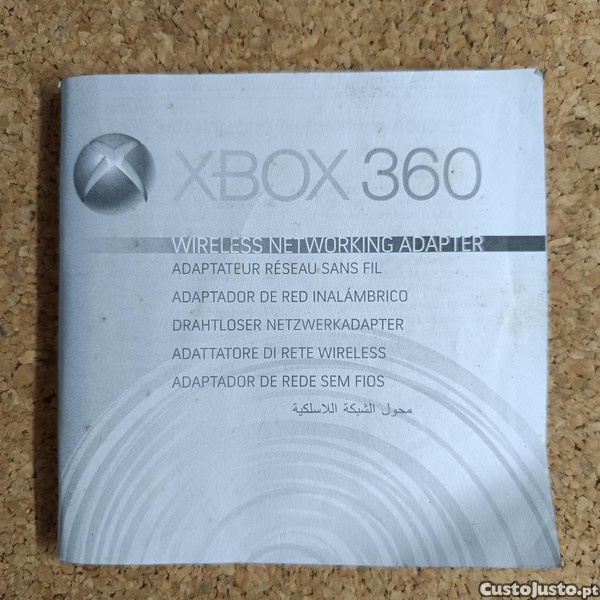 XBOX 360
WIRELESS NETWORKING ADAPTER
ADAPTATEUR RÉSEAU SANS FIL
ADAPTADOR DE RED INALÁMBRICO
DRAHTLOSER NETZWERKADAPTER
ADATTATORE DI RETE WIRELESS
ADAPTADOR DE REDE SEM FIOS
محول الشبكة اللاسلكية
CustoJusto.pt